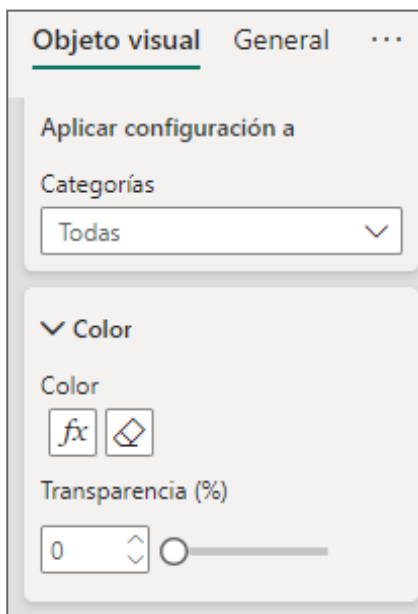 Objeto visual General ...
Aplicar configuración a
Categorías
Todas
Color
Color
fx
Transparencia (%)
0